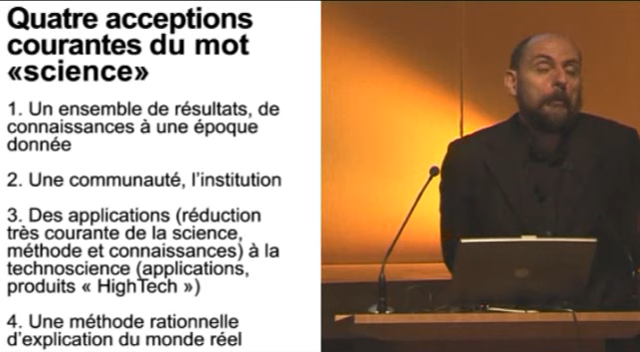 Quatre acceptions
courantes du mot
«science»
1. Un ensemble de résultats, de
connaissances à une époque
donnée
2. Une communauté, l’institution
3. Des applications (réduction
très courante de la science,
méthode et connaissances) à la
technoscience (applications,
produits « HighTech »)
4. Une méthode rationnelle
d’explication du monde réel